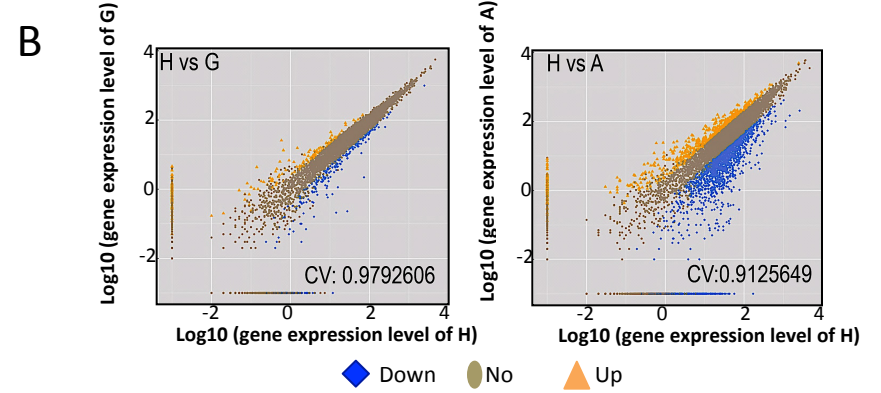 B
Log10 (gene expression level of G)
H vs G
4
2
0
-2
CV: 0.9792606
-2
0
2
4
Log10 (gene expression level of H)
Log10 (gene expression level of A)
H vs A
4
2
0
-2
CV:0.9125649
-2
0
2
4
Log10 (gene expression level of H)
Down
No
Up